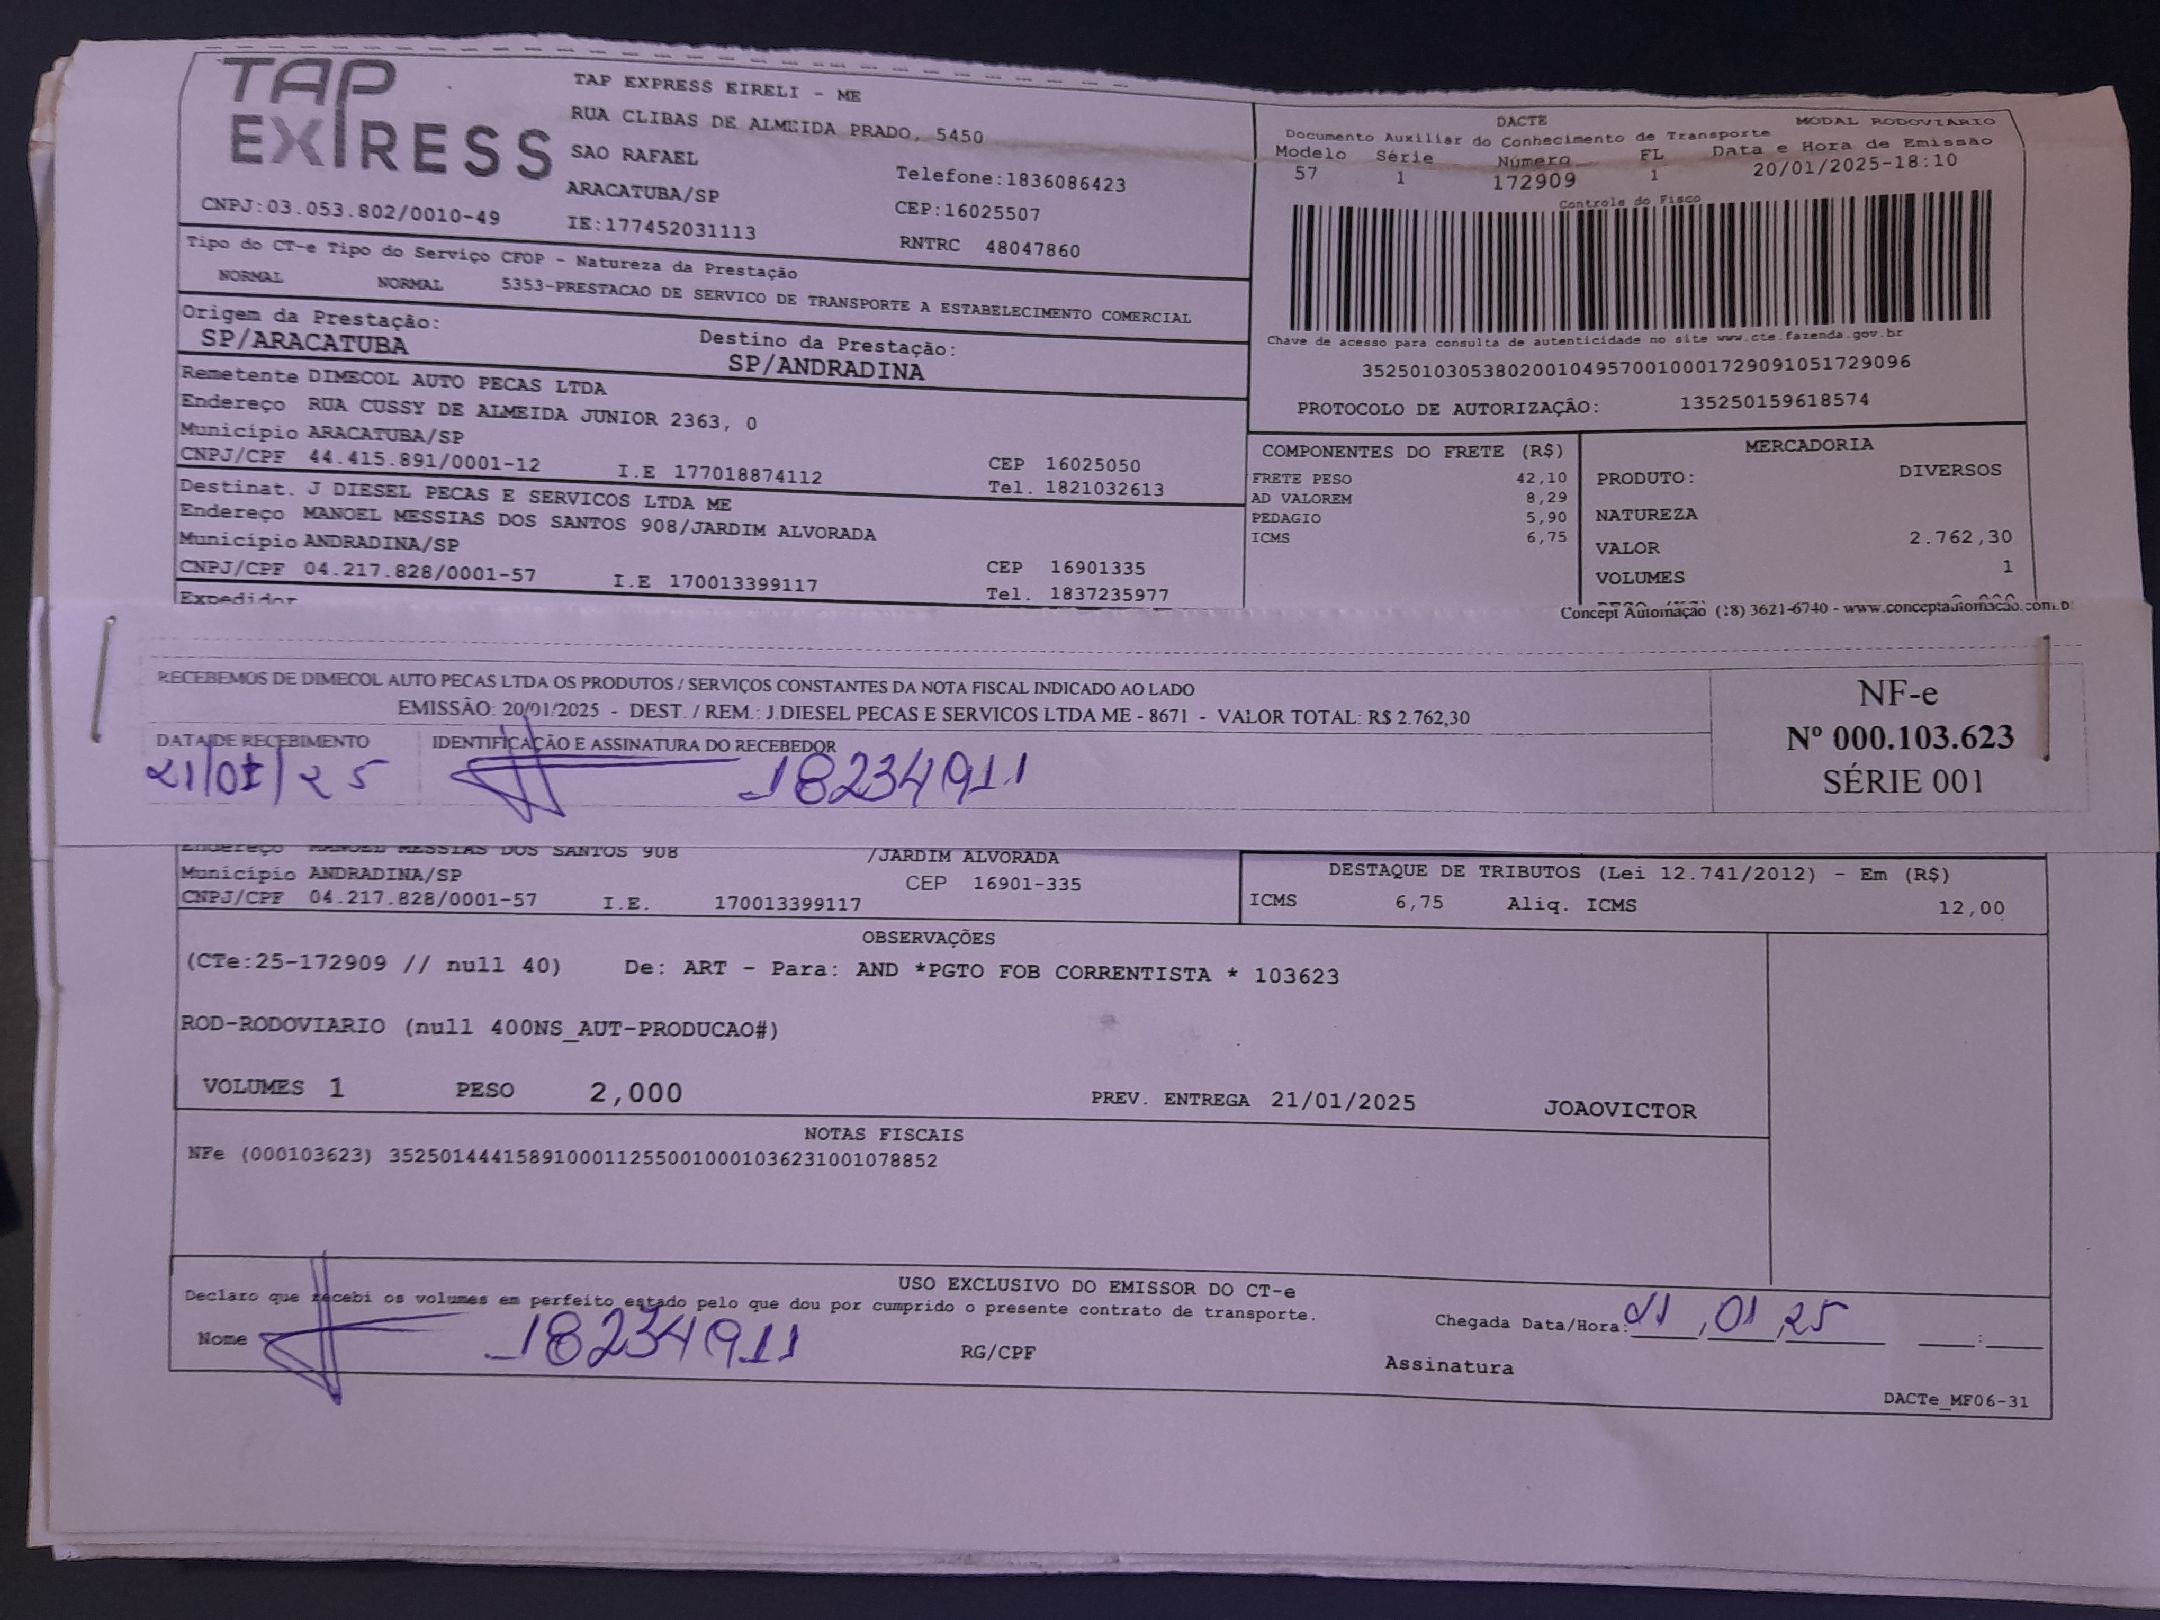 TAP
EXPRESS
CNPJ:03.053.802/0010-49
TAP EXPRESS EIRELI - ME
RUA CLIBAS DE ALMEIDA PRADO, 5450
SAO RAFAEL
ARACATUBA/SP
IE:177452031113
Telefone:1836086423
CEP:16025507
RNTRC 48047860
DACTE MODAL RODOVIARIO
Documento Auxiliar do Conhecimento de Transporte
Modelo Série Número FL Data e Hora de Emissão
57 1 172909 1 20/01/2025-18:10
Controle do Fisco
Chave de acesso para consulta de autenticidade no site www.cte.fazenda.gov.br
35250103053802001049570010001729091051729096
PROTOCOLO DE AUTORIZAÇÃO: 135250159618574
Tipo do CT-e Tipo do Serviço CFOP - Natureza da Prestação
NORMAL NORMAL 5353-PRESTACAO DE SERVICO DE TRANSPORTE A ESTABELECIMENTO COMERCIAL
Origem da Prestação: Destino da Prestação:
SP/ARACATUBA SP/ANDRADINA
Remetente DIMECOL AUTO PECAS LTDA
Endereço RUA CUSSY DE ALMEIDA JUNIOR 2363, 0
Município ARACATUBA/SP CEP 16025050
CNPJ/CPF 44.415.891/0001-12 I.E 177018874112 Tel. 1821032613
Destinat. J DIESEL PECAS E SERVICOS LTDA ME
Endereço MANOEL MESSIAS DOS SANTOS 908/JARDIM ALVORADA
Município ANDRADINA/SP CEP 16901335
CNPJ/CPF 04.217.828/0001-57 I.E 170013399117 Tel. 1837235977
Expedidor
COMPONENTES DO FRETE (R$)
FRETE PESO 42,10
AD VALOREM 8,29
PEDAGIO 5,90
ICMS 6,75
MERCADORIA
PRODUTO: DIVERSOS
NATUREZA
VALOR 2.762,30
VOLUMES 1
Concept Automação (18) 3621-6740 - www.conceptautomacao.com.b
RECEBEMOS DE DIMECOL AUTO PECAS LTDA OS PRODUTOS / SERVIÇOS CONSTANTES DA NOTA FISCAL INDICADO AO LADO
EMISSÃO: 20/01/2025 - DEST. / REM.: J DIESEL PECAS E SERVICOS LTDA ME - 8671 - VALOR TOTAL: R$ 2.762,30
DATA DE RECEBIMENTO IDENTIFICAÇÃO E ASSINATURA DO RECEBEDOR
21/01/25 18234911
NF-e
Nº 000.103.623
SÉRIE 001
Endereço MANOEL MESSIAS DOS SANTOS 908 /JARDIM ALVORADA
Município ANDRADINA/SP CEP 16901-335
CNPJ/CPF 04.217.828/0001-57 I.E. 170013399117
DESTAQUE DE TRIBUTOS (Lei 12.741/2012) - Em (R$)
ICMS 6,75 Aliq. ICMS 12,00
OBSERVAÇÕES
(CTe:25-172909 // null 40) De: ART - Para: AND *PGTO FOB CORRENTISTA * 103623
ROD-RODOVIARIO (null 400NS_AUT-PRODUCAO#)
VOLUMES 1 PESO 2,000 PREV. ENTREGA 21/01/2025 JOAOVICTOR
NOTAS FISCAIS
NFe (000103623) 35250144415891000112550010001036231001078852
USO EXCLUSIVO DO EMISSOR DO CT-e
Declaro que recebi os volumes em perfeito estado pelo que dou por cumprido o presente contrato de transporte.
Chegada Data/Hora: 21,01,25 :
Nome 18234911 RG/CPF Assinatura
DACTe_MF06-31